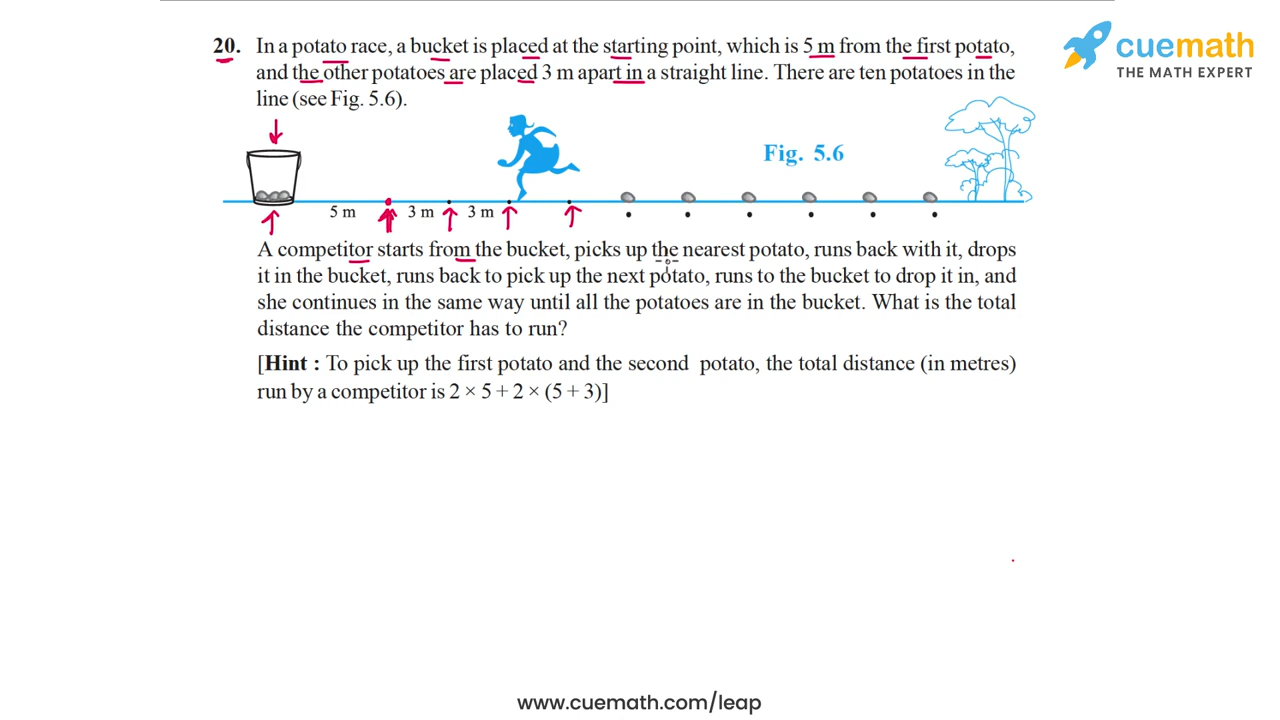 20. In a potato race, a bucket is placed at the starting point, which is 5 m from the first potato,
and the other potatoes are placed 3 m apart in a straight line. There are ten potatoes in the
line (see Fig. 5.6).
cuemath
THE MATH EXPERT
Fig. 5.6
5 m 3 m 3 m
A competitor starts from the bucket, picks up the nearest potato, runs back with it, drops
it in the bucket, runs back to pick up the next potato, runs to the bucket to drop it in, and
she continues in the same way until all the potatoes are in the bucket. What is the total
distance the competitor has to run?
[Hint : To pick up the first potato and the second potato, the total distance (in metres)
run by a competitor is 2 × 5 + 2 × (5 + 3)]
www.cuemath.com/leap